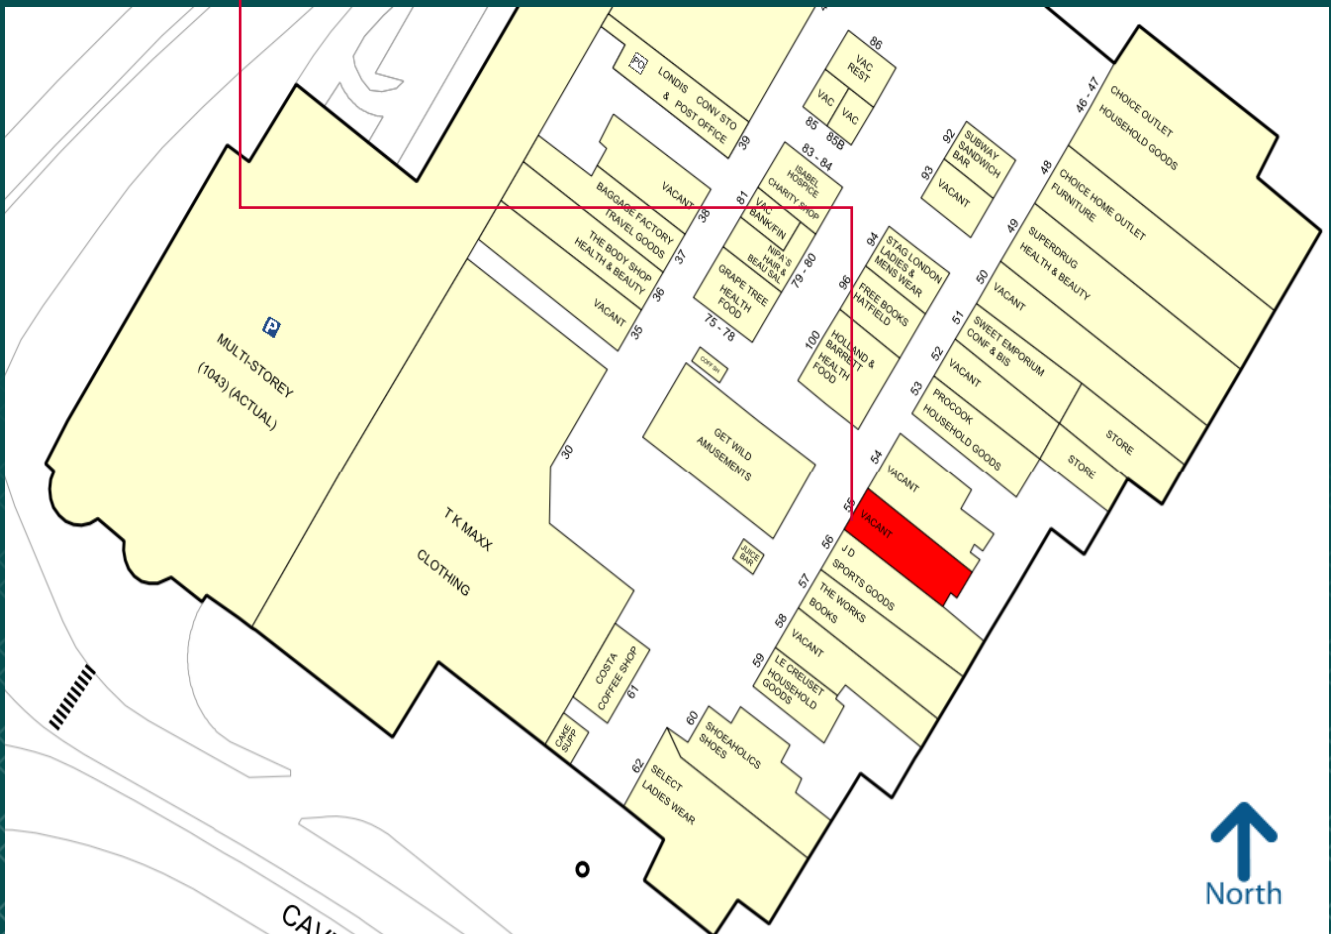 PO
LONDIS CONV STO
& POST OFFICE
39
86
VAC
REST
VAC
VAC
85
85B
46 - 47
CHOICE OUTLET
HOUSEHOLD GOODS
92
SUBWAY
SANDWICH
BAR
93
VACANT
83 - 84
ISABEL
HOSPICE
CHARITY SHOP
81
VAC
BANK/FIN
NIPA'S
HAIR &
BEAU SAL
79 - 80
GRAPE TREE
HEALTH
FOOD
75 - 78
VACANT
38
BAGGAGE FACTORY
TRAVEL GOODS
37
THE BODY SHOP
HEALTH & BEAUTY
36
VACANT
35
48
CHOICE HOME OUTLET
FURNITURE
49
SUPERDRUG
HEALTH & BEAUTY
50
VACANT
51
SWEET EMPORIUM
CONF & BIS
52
VACANT
53
PROCOOK
HOUSEHOLD GOODS
STORE
STORE
94
STAG LONDON
LADIES &
MENS WEAR
96
FREE BOOKS
HATFIELD
100
HOLLAND &
BARRETT
HEALTH
FOOD
COFF SH
GET WILD
AMUSEMENTS
JUICE
BAR
P
MULTI-STOREY
(1043) (ACTUAL)
30
T K MAXX
CLOTHING
54
VACANT
55
VACANT
56
J D
SPORTS GOODS
57
THE WORKS
BOOKS
58
VACANT
59
LE CREUSET
HOUSEHOLD
GOODS
COSTA
COFFEE SHOP
61
CAKE
SUPP
60
SHOEAHOLICS
SHOES
62
SELECT
LADIES WEAR
North